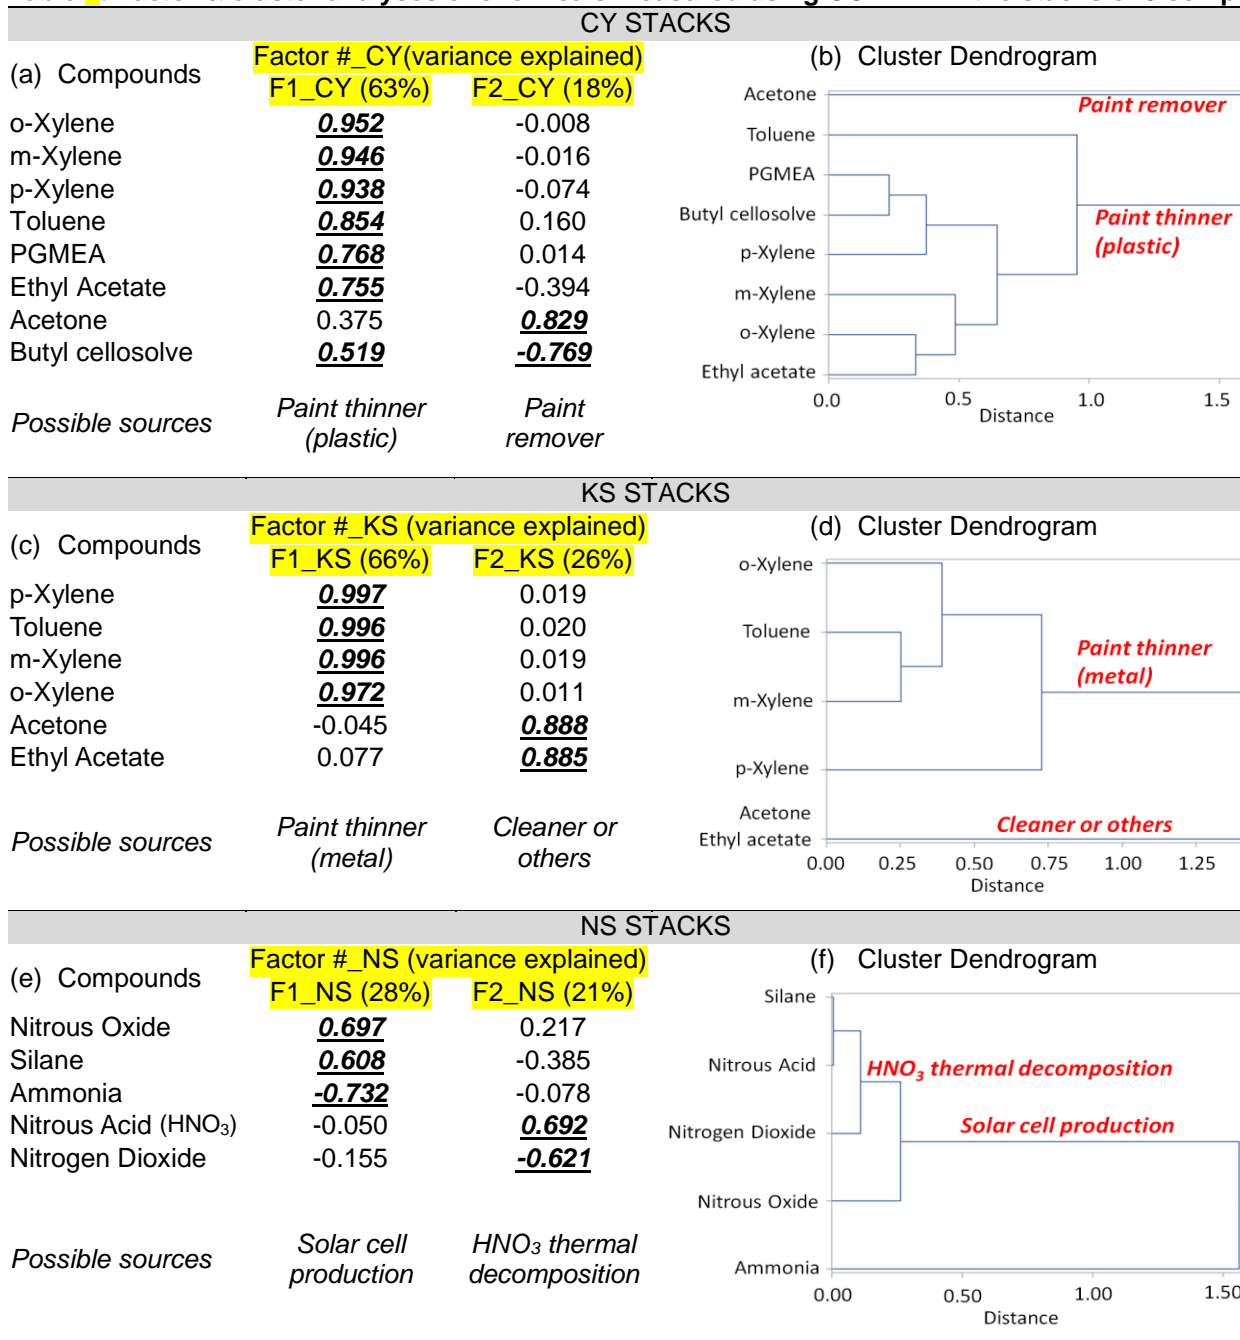 CY STACKS
(a) Compounds
Factor #_CY(variance explained)
F1_CY (63%) F2_CY (18%)
o-Xylene 0.952 -0.008
m-Xylene 0.946 -0.016
p-Xylene 0.938 -0.074
Toluene 0.854 0.160
PGMEA 0.768 0.014
Ethyl Acetate 0.755 -0.394
Acetone 0.375 0.829
Butyl cellosolve 0.519 -0.769
Possible sources
Paint thinner (plastic)
Paint remover
(b) Cluster Dendrogram
Acetone
Paint remover
Toluene
PGMEA
Butyl cellosolve
Paint thinner
(plastic)
p-Xylene
m-Xylene
o-Xylene
Ethyl acetate
0.0 0.5 1.0 1.5
Distance
KS STACKS
(c) Compounds
Factor #_KS (variance explained)
F1_KS (66%) F2_KS (26%)
p-Xylene 0.997 0.019
Toluene 0.996 0.020
m-Xylene 0.996 0.019
o-Xylene 0.972 0.011
Acetone -0.045 0.888
Ethyl Acetate 0.077 0.885
Possible sources
Paint thinner (metal)
Cleaner or others
(d) Cluster Dendrogram
o-Xylene
Toluene
Paint thinner
(metal)
m-Xylene
p-Xylene
Acetone
Ethyl acetate
Cleaner or others
0.00 0.25 0.50 0.75 1.00 1.25
Distance
NS STACKS
(e) Compounds
Factor #_NS (variance explained)
F1_NS (28%) F2_NS (21%)
Nitrous Oxide 0.697 0.217
Silane 0.608 -0.385
Ammonia -0.732 -0.078
Nitrous Acid (HNO₃) -0.050 0.692
Nitrogen Dioxide -0.155 -0.621
Possible sources
Solar cell production
HNO₃ thermal decomposition
(f) Cluster Dendrogram
Silane
Nitrous Acid
HNO₃ thermal decomposition
Nitrogen Dioxide
Solar cell production
Nitrous Oxide
Ammonia
0.00 0.50 1.00 1.50
Distance